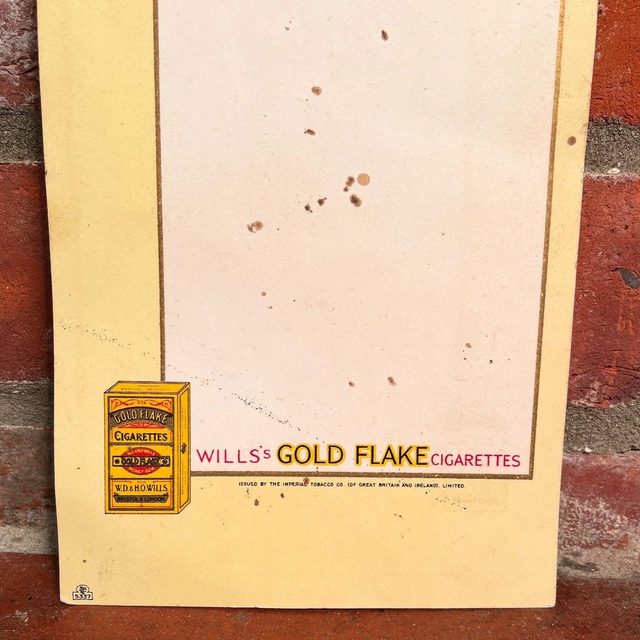 GOLD FLAKE
CIGARETTES
GOLD FLAKE
W.D.& H.O.WILLS.
BRISTOL & LONDON
WILLS's GOLD FLAKE CIGARETTES
ISSUED BY THE IMPERIAL TOBACCO CO. (OF GREAT BRITAIN AND IRELAND), LIMITED.
5337